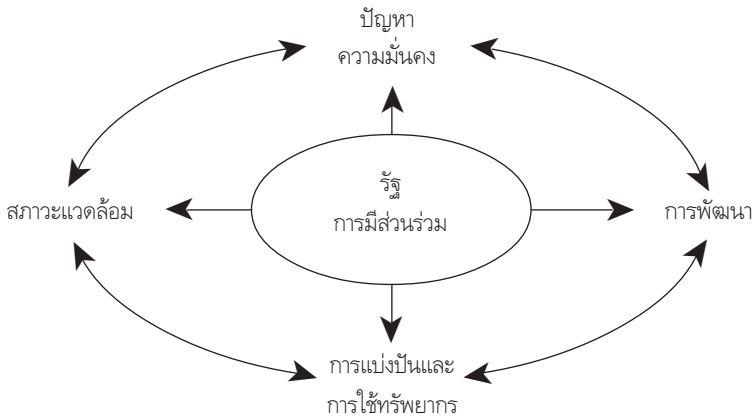 ปัญหา
ความมั่นคง
รัฐ
การมีส่วนร่วม
สภาวะแวดล้อม
การพัฒนา
การแบ่งปันและ
การใช้ทรัพยากร